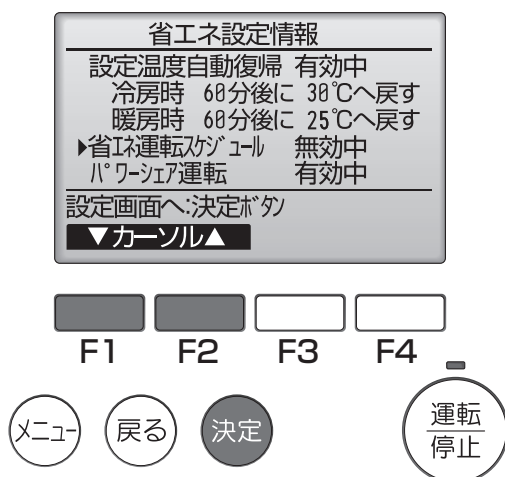 省エネ設定情報
設定温度自動復帰 有効中
冷房時 60分後に 30℃へ戻す
暖房時 60分後に 25℃へ戻す
▶省エネ運転スケジュール 無効中
パワーシェア運転 有効中
設定画面へ:決定ボタン
▼カーソル▲
F1 F2 F3 F4
メニュー 戻る 決定 運転
停止